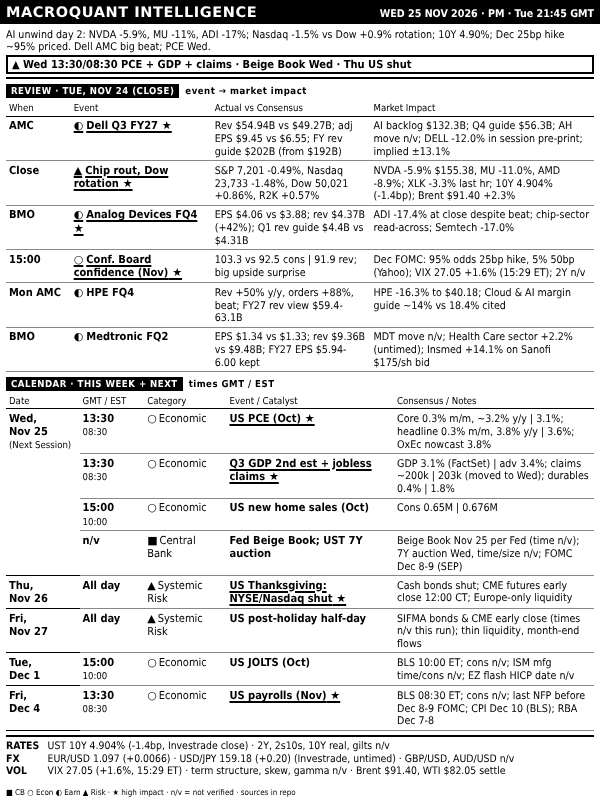 MACROQUANT INTELLIGENCE
WED 25 NOV 2026 · PM · Tue 21:45 GMT
AI unwind day 2: NVDA -5.9%, MU -11%, ADI -17%; Nasdaq -1.5% vs Dow +0.9% rotation; 10Y 4.90%; Dec 25bp hike
~95% priced. Dell AMC big beat; PCE Wed.
▲ Wed 13:30/08:30 PCE + GDP + claims · Beige Book Wed · Thu US shut
REVIEW · TUE, NOV 24 (CLOSE) event → market impact
When Event Actual vs Consensus Market Impact
AMC ◐ Dell Q3 FY27 ★ Rev $54.94B vs $49.27B; adj AI backlog $132.3B; Q4 guide $56.3B; AH
EPS $9.45 vs $6.55; FY rev move n/v; DELL -12.0% in session pre-print;
guide $202B (from $192B) implied ±13.1%
Close ▲ Chip rout, Dow S&P 7,201 -0.49%, Nasdaq NVDA -5.9% $155.38, MU -11.0%, AMD
rotation ★ 23,733 -1.48%, Dow 50,021 -8.9%; XLK -3.3% last hr; 10Y 4.904%
+0.86%, R2K +0.57% (-1.4bp); Brent $91.40 +2.3%
BMO ◐ Analog Devices FQ4 EPS $4.06 vs $3.88; rev $4.37B ADI -17.4% at close despite beat; chip-sector
★ (+42%); Q1 rev guide $4.4B vs read-across; Semtech -17.0%
$4.31B
15:00 ○ Conf. Board 103.3 vs 92.5 cons | 91.9 rev; Dec FOMC: 95% odds 25bp hike, 5% 50bp
confidence (Nov) ★ big upside surprise (Yahoo); VIX 27.05 +1.6% (15:29 ET); 2Y n/v
Mon AMC ◐ HPE FQ4 Rev +50% y/y, orders +88%, HPE -16.3% to $40.18; Cloud & AI margin
beat; FY27 rev view $59.4- guide ~14% vs 18.4% cited
63.1B
BMO ◐ Medtronic FQ2 EPS $1.34 vs $1.33; rev $9.36B MDT move n/v; Health Care sector +2.2%
vs $9.48B; FY27 EPS $5.94- (untimed); Insmed +14.1% on Sanofi
6.00 kept $175/sh bid
CALENDAR · THIS WEEK + NEXT times GMT / EST
Date GMT / EST Category Event / Catalyst Consensus / Notes
Wed, 13:30 ○ Economic US PCE (Oct) ★ Core 0.3% m/m, ~3.2% y/y | 3.1%;
Nov 25 08:30 headline 0.3% m/m, 3.8% y/y | 3.6%;
(Next Session) OxEc nowcast 3.8%
13:30 ○ Economic Q3 GDP 2nd est + jobless GDP 3.1% (FactSet) | adv 3.4%; claims
08:30 claims ★ ~200k | 203k (moved to Wed); durables
0.4% | 1.8%
15:00 ○ Economic US new home sales (Oct) Cons 0.65M | 0.676M
10:00
n/v ■ Central Fed Beige Book; UST 7Y Beige Book Nov 25 per Fed (time n/v);
Bank auction 7Y auction Wed, time/size n/v; FOMC
Dec 8-9 (SEP)
Thu, All day ▲ Systemic US Thanksgiving: Cash bonds shut; CME futures early
Nov 26 Risk NYSE/Nasdaq shut ★ close 12:00 CT; Europe-only liquidity
Fri, All day ▲ Systemic US post-holiday half-day SIFMA bonds & CME early close (times
Nov 27 Risk n/v this run); thin liquidity, month-end
flows
Tue, 15:00 ○ Economic US JOLTS (Oct) BLS 10:00 ET; cons n/v; ISM mfg
Dec 1 10:00 time/cons n/v; EZ flash HICP date n/v
Fri, 13:30 ○ Economic US payrolls (Nov) ★ BLS 08:30 ET; cons n/v; last NFP before
Dec 4 08:30 Dec 8-9 FOMC; CPI Dec 10 (BLS); RBA
Dec 7-8
RATES UST 10Y 4.904% (-1.4bp, Investrade close) · 2Y, 2s10s, 10Y real, gilts n/v
FX EUR/USD 1.097 (+0.0066) · USD/JPY 159.18 (+0.20) (Investrade, untimed) · GBP/USD, AUD/USD n/v
VOL VIX 27.05 (+1.6%, 15:29 ET) · term structure, skew, gamma n/v · Brent $91.40, WTI $82.05 settle
■ CB ○ Econ ◐ Earn ▲ Risk · ★ high impact · n/v = not verified · sources in repo